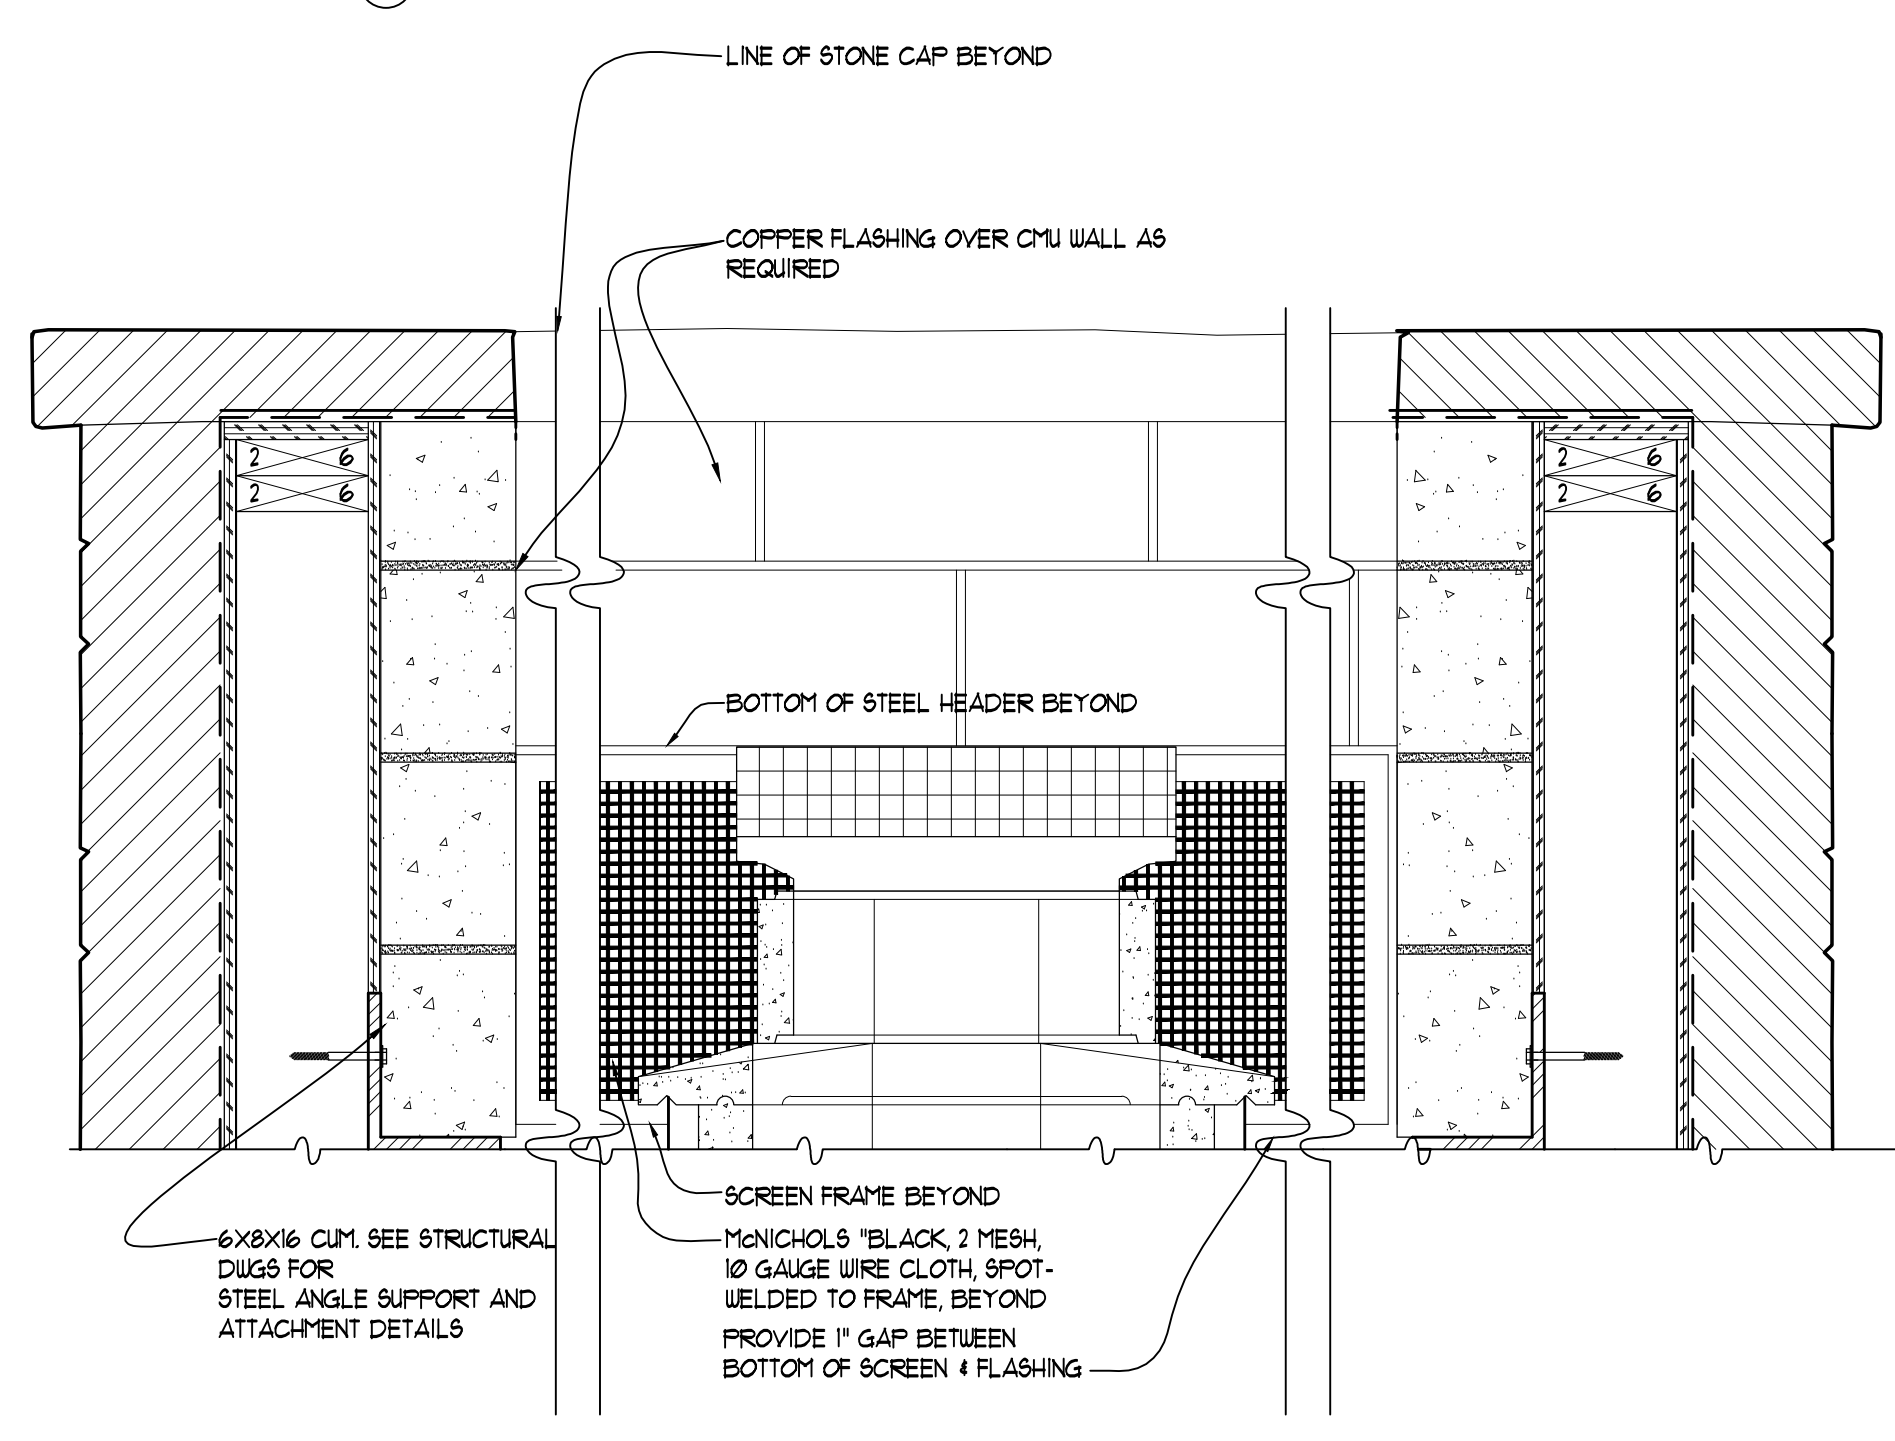 LINE OF STONE CAP BEYOND
COPPER FLASHING OVER CMU WALL AS
REQUIRED
2 6
2 6
2 6
2 6
BOTTOM OF STEEL HEADER BEYOND
SCREEN FRAME BEYOND
6X8X16 CUM. SEE STRUCTURAL
DWGS FOR
STEEL ANGLE SUPPORT AND
ATTACHMENT DETAILS
McNICHOLS "BLACK, 2 MESH,
10 GAUGE WIRE CLOTH, SPOT-
WELDED TO FRAME, BEYOND
PROVIDE 1" GAP BETWEEN
BOTTOM OF SCREEN & FLASHING